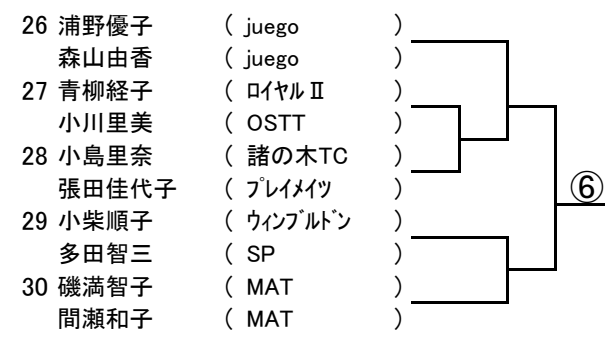 26 浦野優子 ( juego )
森山由香 ( juego )
27 青柳経子 ( ﾛｲﾔﾙⅡ )
小川里美 ( OSTT )
28 小島里奈 ( 諸の木TC )
張田佳代子 ( ﾌﾟﾚｲﾒｲﾂ )
⑥
29 小柴順子 ( ｳｨﾝﾌﾞﾙﾄﾞﾝ )
多田智三 ( SP )
30 磯満智子 ( MAT )
間瀬和子 ( MAT )